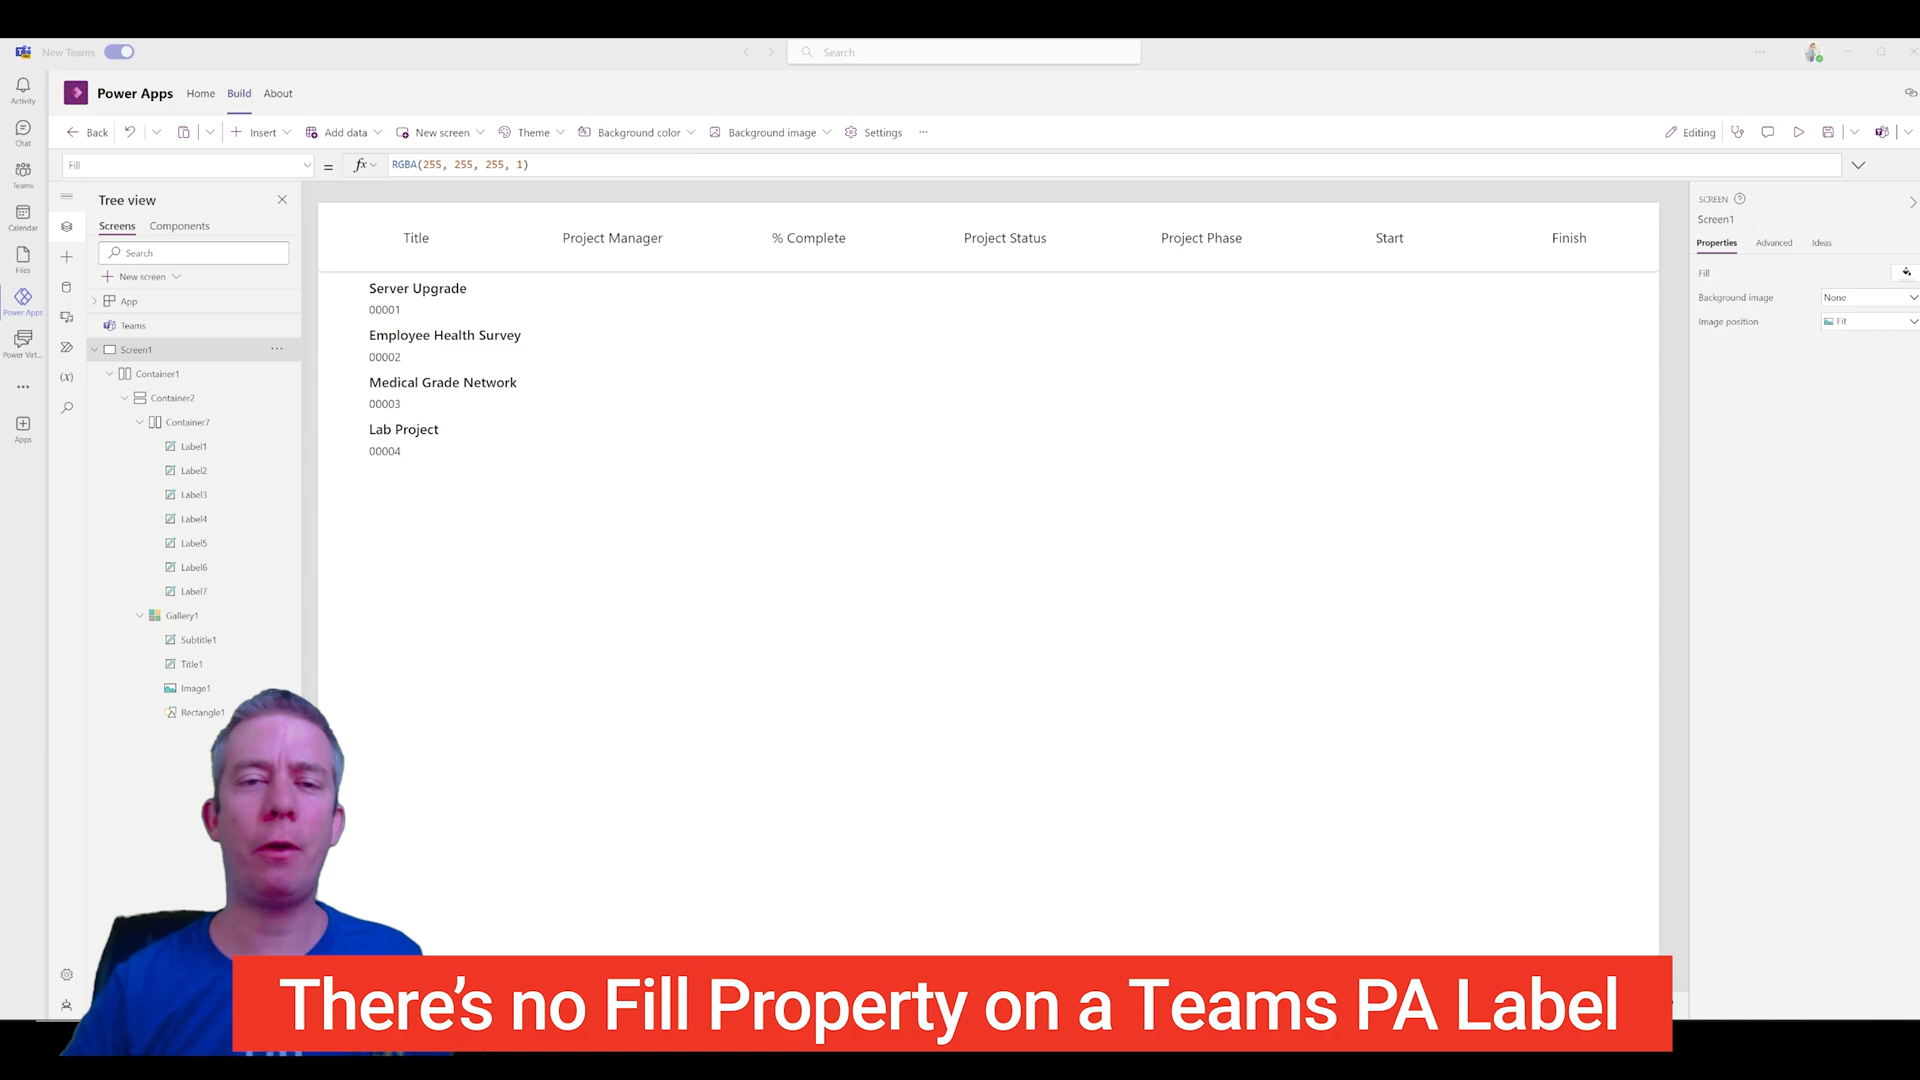 New Teams
Search
Activity
Chat
Teams
Calendar
Files
Power Apps
Power Virt...
Apps
Power Apps Home Build About
Back Insert Add data New screen Theme Background color Background image Settings ... Editing
Fill = fx RGBA(255, 255, 255, 1)
Tree view
Screens Components
Search
New screen
App
Teams
Screen1 ...
Container1
Container2
Container7
Label1
Label2
Label3
Label4
Label5
Label6
Label7
Gallery1
Subtitle1
Title1
Image1
Rectangle1
Title Project Manager % Complete Project Status Project Phase Start Finish
Server Upgrade
00001
Employee Health Survey
00002
Medical Grade Network
00003
Lab Project
00004
SCREEN
Screen1
Properties Advanced Ideas
Fill
Background image None
Image position Fit
There’s no Fill Property on a Teams PA Label